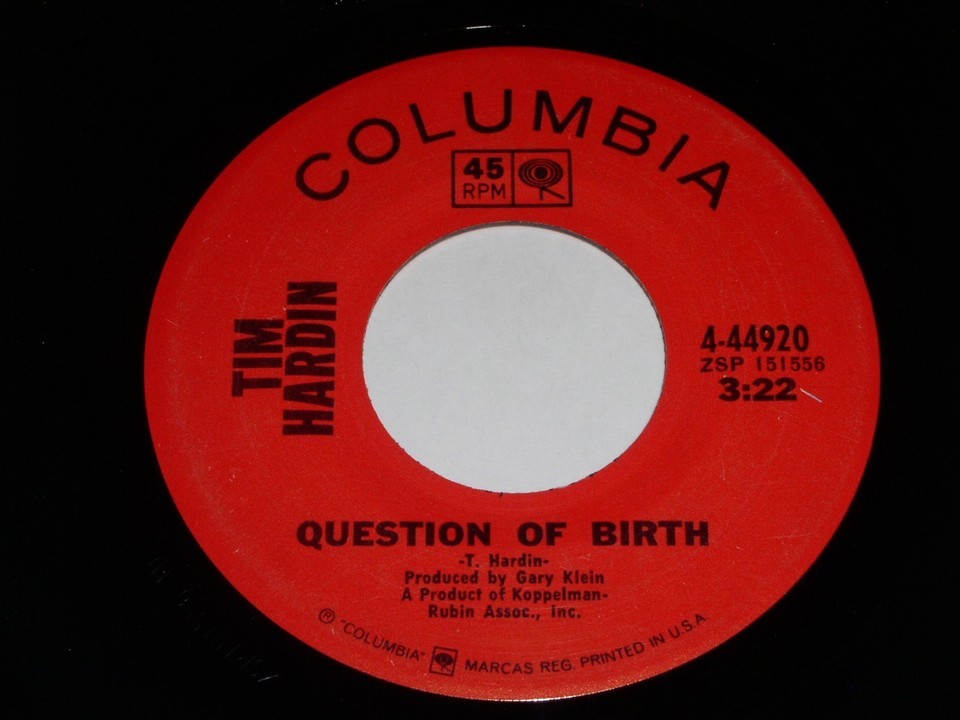 COLUMBIA
45
RPM
TIM
HARDIN
4-44920
ZSP 151556
3:22
QUESTION OF BIRTH
-T. Hardin-
Produced by Gary Klein
A Product of Koppelman-
Rubin Assoc., Inc.
® "COLUMBIA" MARCAS REG. PRINTED IN U.S.A.